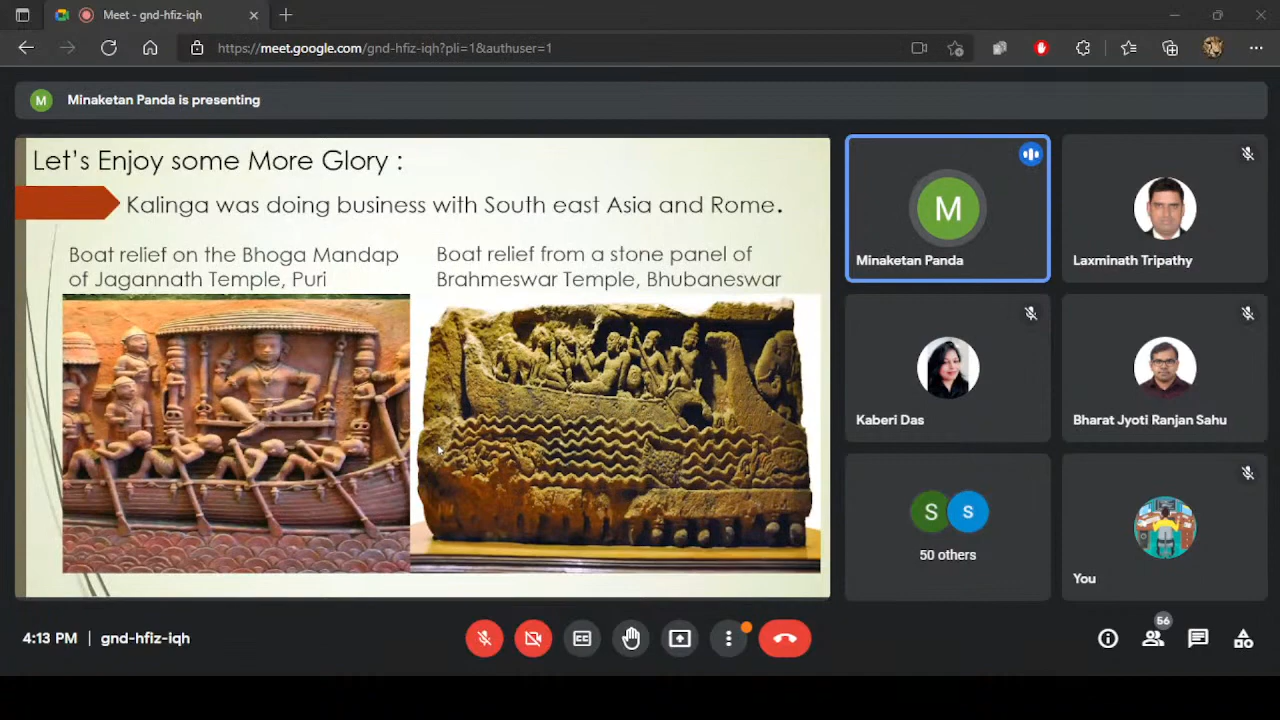 Meet - gnd-hfiz-iqh
https://meet.google.com/gnd-hfiz-iqh?pli=1&authuser=1
M Minaketan Panda is presenting
Let's Enjoy some More Glory :
Kalinga was doing business with South east Asia and Rome.
Boat relief on the Bhoga Mandap
of Jagannath Temple, Puri
Boat relief from a stone panel of
Brahmeswar Temple, Bhubaneswar
M
Minaketan Panda
Laxminath Tripathy
Kaberi Das
Bharat Jyoti Ranjan Sahu
S s
50 others
You
4:13 PM | gnd-hfiz-iqh
CC
56